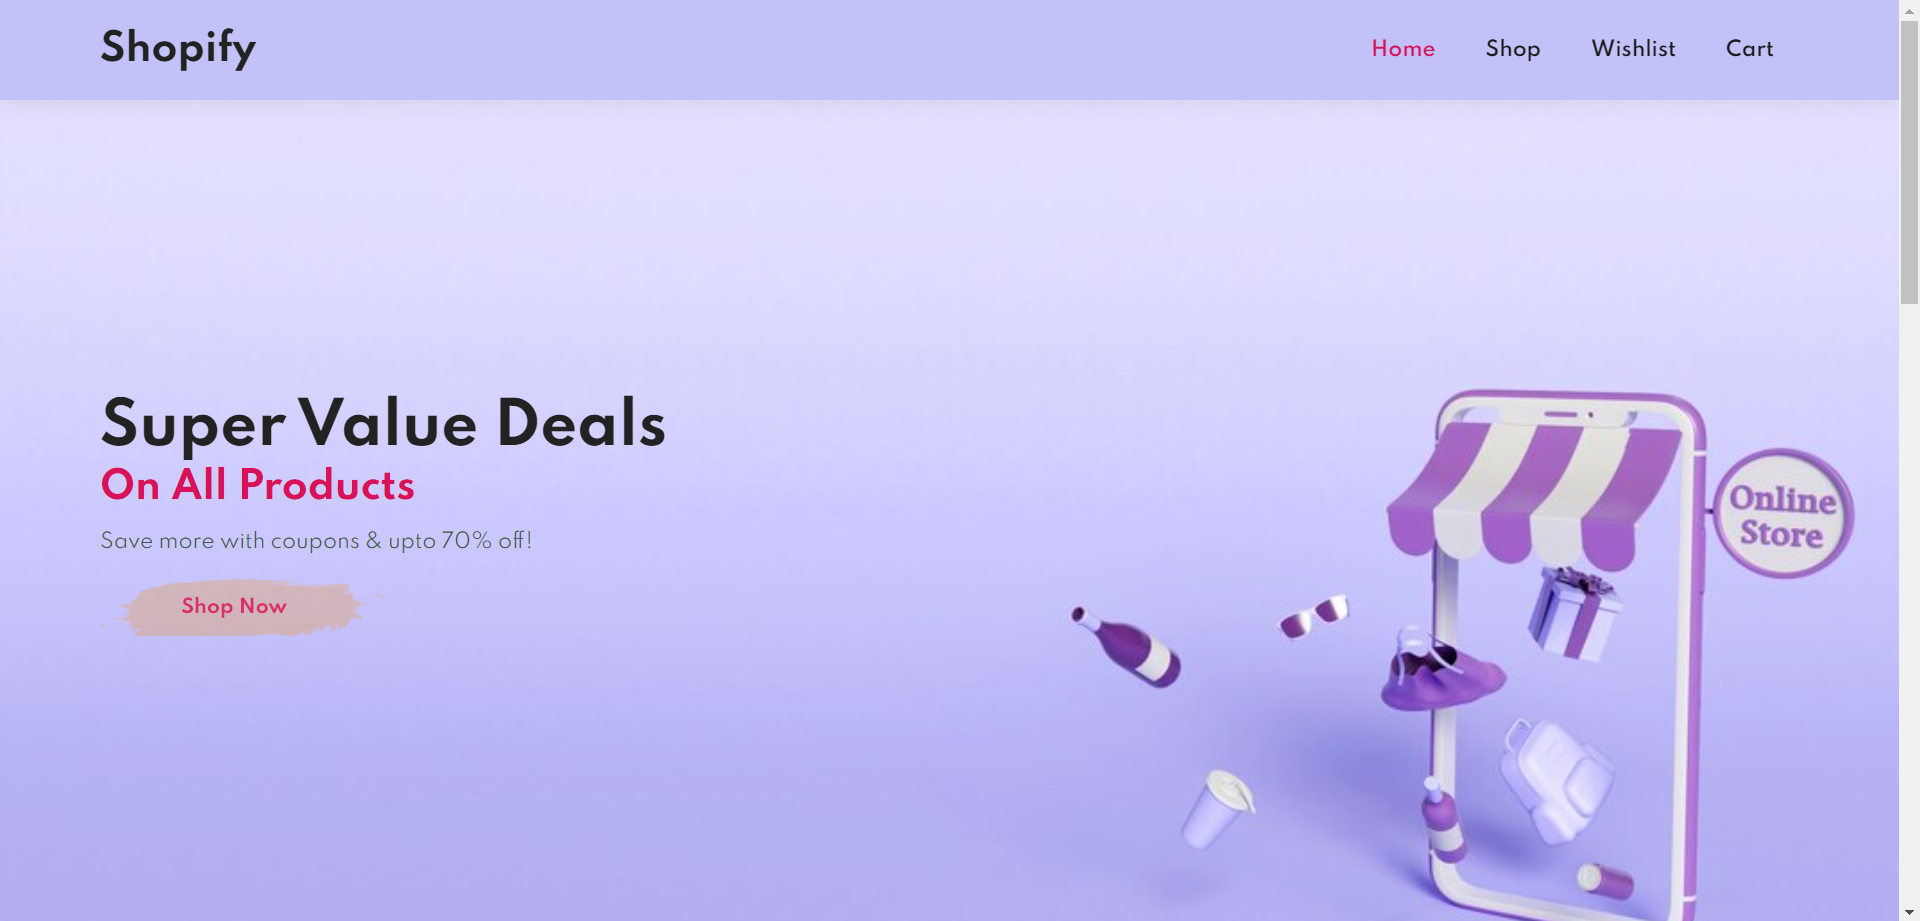 Shopify
Home Shop Wishlist Cart
Super Value Deals
On All Products
Save more with coupons & upto 70% off!
Shop Now
Online
Store